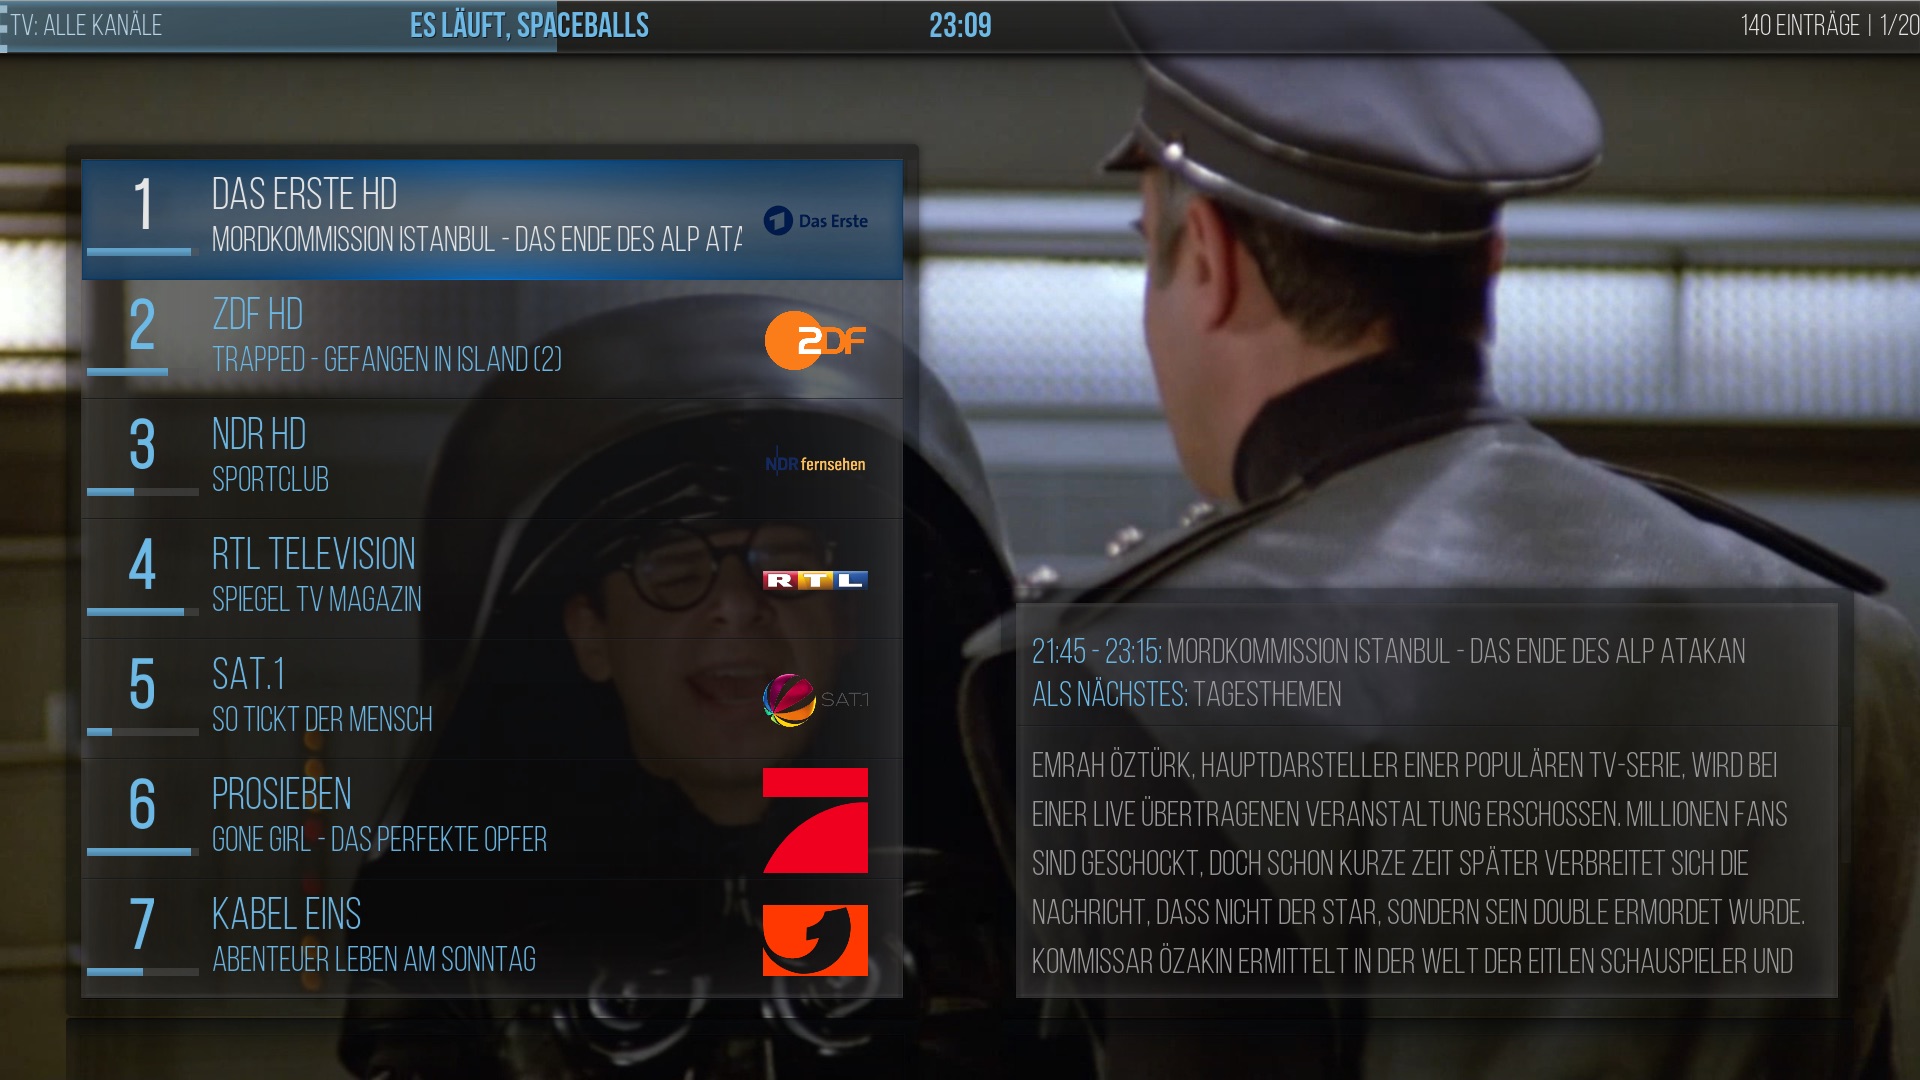 TV: ALLE KANÄLE
ES LÄUFT, SPACEBALLS
23:09
140 EINTRÄGE | 1/20
1
DAS ERSTE HD
MORDKOMMISSION ISTANBUL - DAS ENDE DES ALP ATA
1 Das Erste
2
ZDF HD
TRAPPED - GEFANGEN IN ISLAND (2)
2DF
3
NDR HD
SPORTCLUB
NDR fernsehen
4
RTL TELEVISION
SPIEGEL TV MAGAZIN
RTL
5
SAT.1
SO TICKT DER MENSCH
SAT.1
6
PROSIEBEN
GONE GIRL - DAS PERFEKTE OPFER
7
KABEL EINS
ABENTEUER LEBEN AM SONNTAG
21:45 - 23:15: MORDKOMMISSION ISTANBUL - DAS ENDE DES ALP ATAKAN
ALS NÄCHSTES: TAGESTHEMEN
EMRAH ÖZTÜRK, HAUPTDARSTELLER EINER POPULÄREN TV-SERIE, WIRD BEI
EINER LIVE ÜBERTRAGENEN VERANSTALTUNG ERSCHOSSEN. MILLIONEN FANS
SIND GESCHOCKT, DOCH SCHON KURZE ZEIT SPÄTER VERBREITET SICH DIE
NACHRICHT, DASS NICHT DER STAR, SONDERN SEIN DOUBLE ERMORDET WURDE.
KOMMISSAR ÖZAKIN ERMITTELT IN DER WELT DER EITLEN SCHAUSPIELER UND